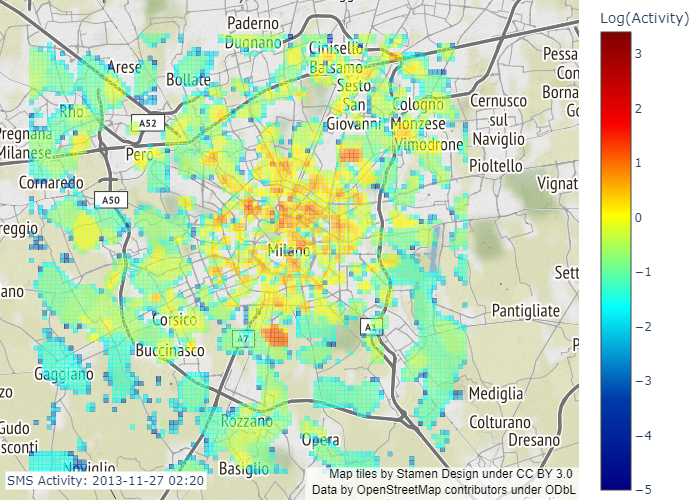 Log(Activity)
Paderno
Dugnano
Cinisello
Balsamo
Arese
Bollate
Sesto
San
Giovanni
Cologno
Monzese
Vimodrone
Cernusco
sul
Naviglio
Pioltello
Pessa
Con
Borna
Go
Vignat
Rho
A52
Pregnana
Milanese
Pero
Cornaredo
A50
reggio
Milano
ano
Sett
Pantigliate
Corsico
A7
A1
P
Buccinasco
Gaggiano
zo
Mediglia
Rozzano
Colturano
Dresano
Gudo
sconti
Opera
Noviglio
Basiglio
3
2
1
0
−1
−2
−3
−4
−5
SMS Activity: 2013-11-27 02:20
Map tiles by Stamen Design under CC BY 3.0
Data by OpenStreetMap contributors under ODbL